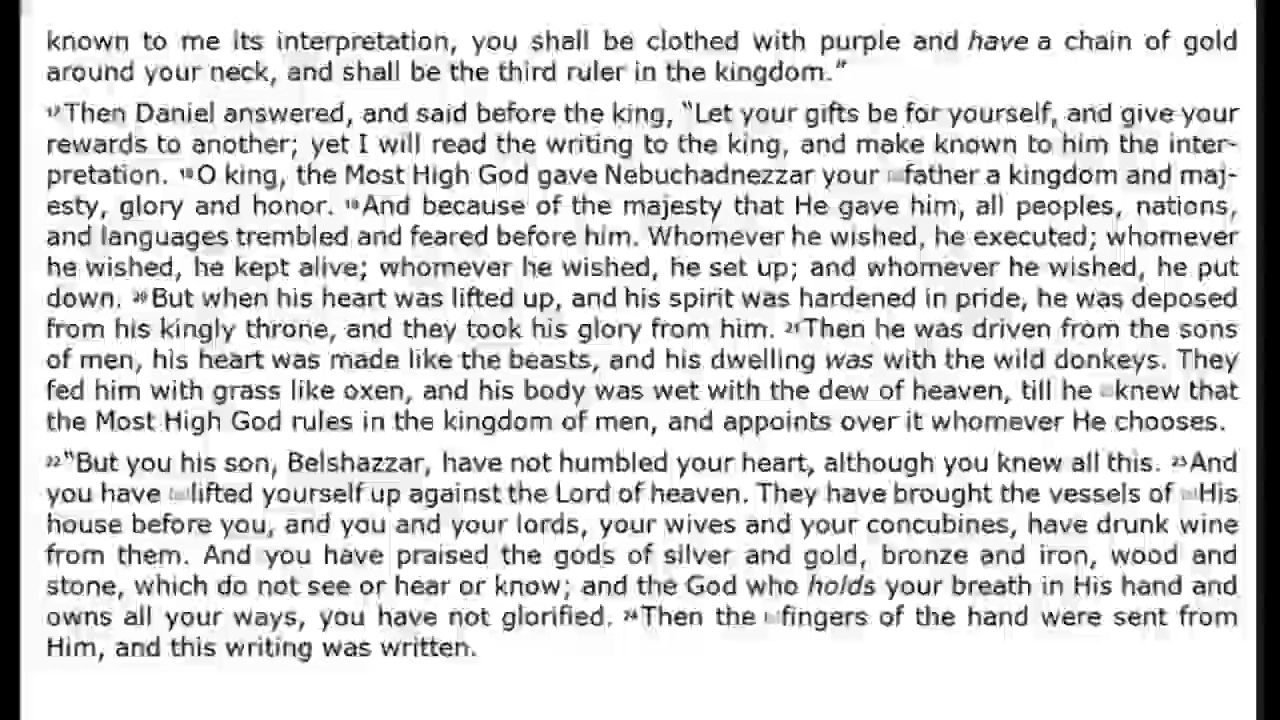 known to me its interpretation, you shall be clothed with purple and have a chain of gold
around your neck, and shall be the third ruler in the kingdom.”
17Then Daniel answered, and said before the king, “Let your gifts be for yourself, and give your
rewards to another; yet I will read the writing to the king, and make known to him the inter-
pretation. 18O king, the Most High God gave Nebuchadnezzar your father a kingdom and maj-
esty, glory and honor. 19And because of the majesty that He gave him, all peoples, nations,
and languages trembled and feared before him. Whomever he wished, he executed; whomever
he wished, he kept alive; whomever he wished, he set up; and whomever he wished, he put
down. 20But when his heart was lifted up, and his spirit was hardened in pride, he was deposed
from his kingly throne, and they took his glory from him. 21Then he was driven from the sons
of men, his heart was made like the beasts, and his dwelling was with the wild donkeys. They
fed him with grass like oxen, and his body was wet with the dew of heaven, till he knew that
the Most High God rules in the kingdom of men, and appoints over it whomever He chooses.
22“But you his son, Belshazzar, have not humbled your heart, although you knew all this. 23And
you have lifted yourself up against the Lord of heaven. They have brought the vessels of His
house before you, and you and your lords, your wives and your concubines, have drunk wine
from them. And you have praised the gods of silver and gold, bronze and iron, wood and
stone, which do not see or hear or know; and the God who holds your breath in His hand and
owns all your ways, you have not glorified. 24Then the fingers of the hand were sent from
Him, and this writing was written.